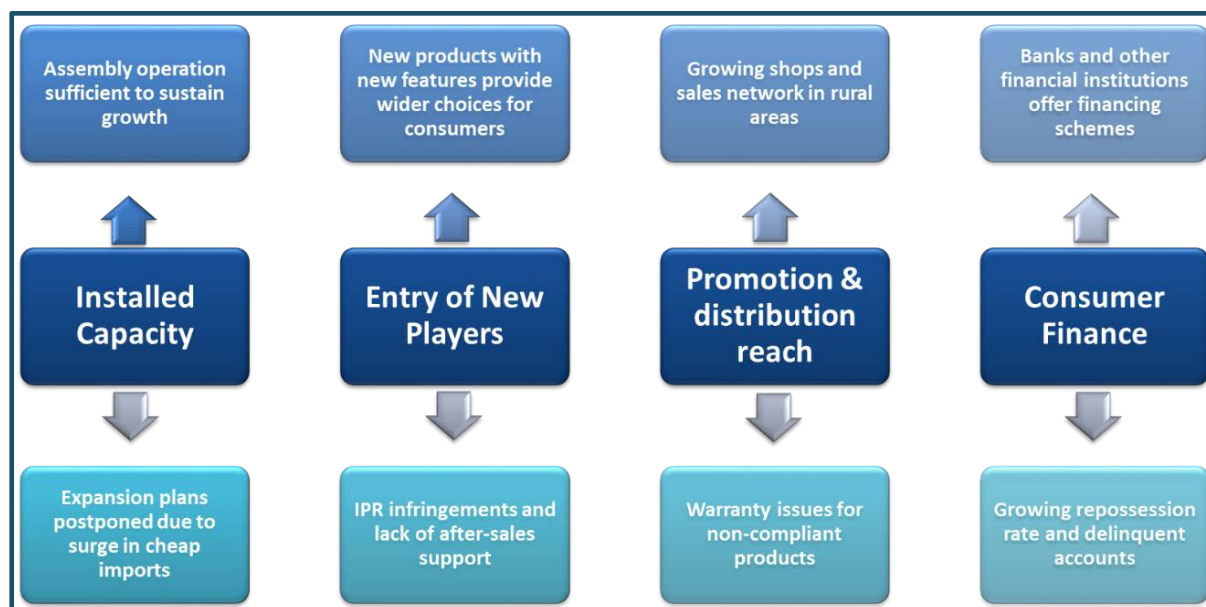 Assembly operation
sufficient to sustain
growth
New products with
new features provide
wider choices for
consumers
Growing shops and
sales network in rural
areas
Banks and other
financial institutions
offer financing
schemes
Installed
Capacity
Entry of New
Players
Promotion &
distribution
reach
Consumer
Finance
Expansion plans
postponed due to
surge in cheap
imports
IPR infringements and
lack of after-sales
support
Warranty issues for
non-compliant
products
Growing repossession
rate and delinquent
accounts